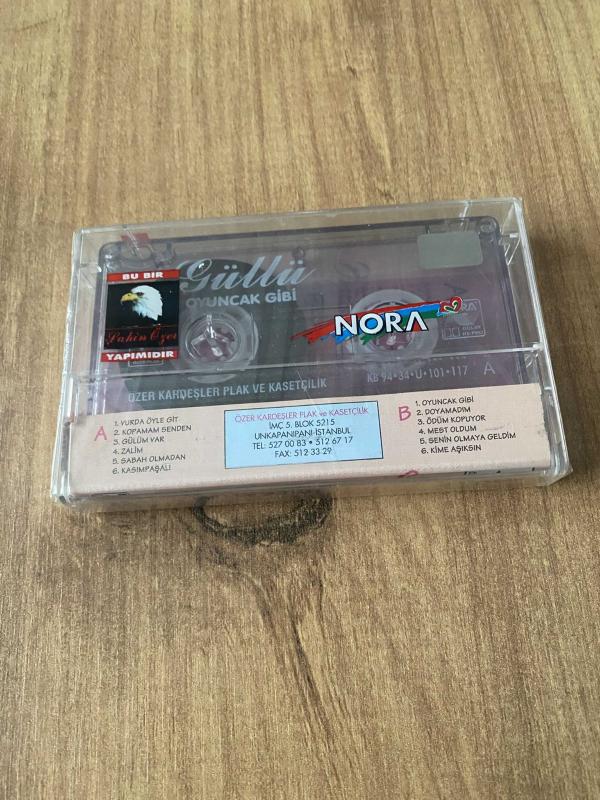 BU BIR
Şahin Özer
YAPIMIDIR
Güllü
OYUNCAK GİBİ
NORA
ÖZER KARDEŞLER PLAK VE KASETÇİLİK
KB 94•34•Ü•101•117
A
A
1. VURDA ÖYLE GİT
2. KOPAMAM SENDEN
3. GÜLÜM VAR
4. ZALİM
5. SABAH OLMADAN
6. KASIMPAŞALI
ÖZER KARDEŞLER PLAK ve KASETÇİLİK
İMÇ 5. BLOK 5215
UNKAPANIPANI-İSTANBUL
TEL: 527 00 83 • 512 67 17
FAX: 512 33 29
B
1. OYUNCAK GİBİ
2. DOYAMADIM
3. ÖDÜM KOPUYOR
4. MEST OLDUM
5. SENİN OLMAYA GELDİM
6. KİME AŞIKSIN